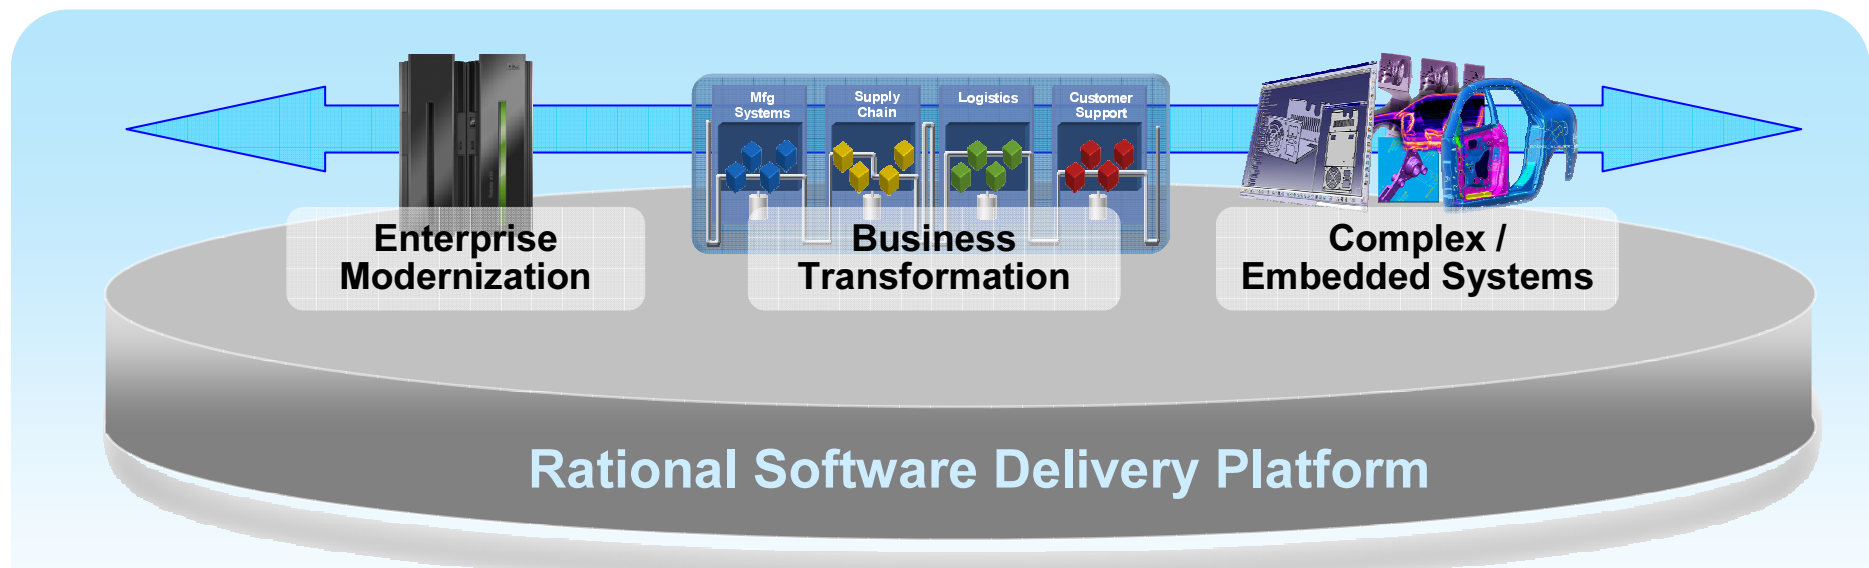 Mfg
Systems
Supply
Chain
Logistics
Customer
Support
Enterprise
Modernization
Business
Transformation
Complex /
Embedded Systems
Rational Software Delivery Platform